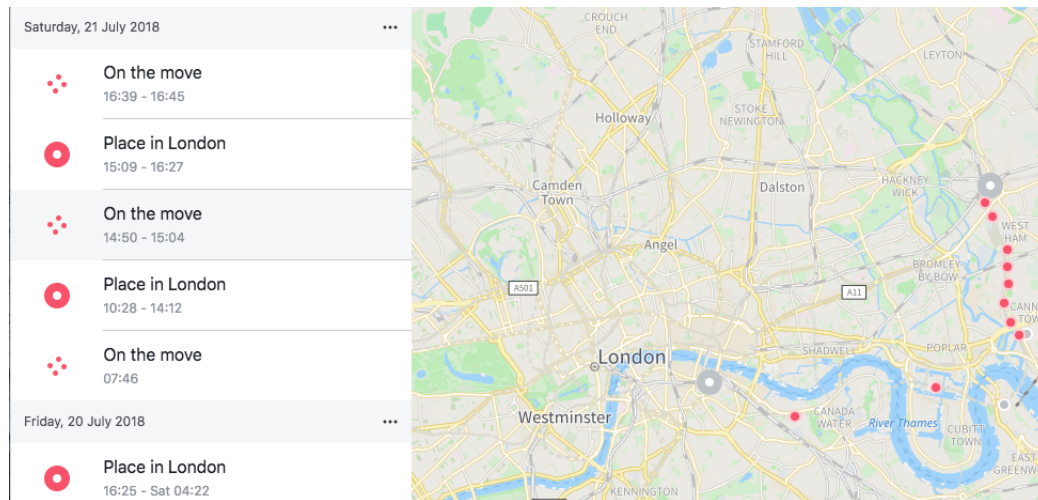 Saturday, 21 July 2018
On the move
16:39 - 16:45
Place in London
15:09 - 16:27
On the move
14:50 - 15:04
Place in London
10:28 - 14:12
On the move
07:46
Friday, 20 July 2018
Place in London
16:25 - Sat 04:22
CROUCH
END
STAMFORD
HILL
LEYTON
STOKE
NEWINGTON
Holloway
HACKNEY
WICK
Camden
Town
Dalston
WEST
HAM
Angel
BROMLEY
BY BOW
A501
A11
CANN
TOW
London
SHADWELL
POPLAR
Westminster
CANADA
WATER
River Thames
CUBITT
TOWN
EAST
GREENW
KENNINGTON